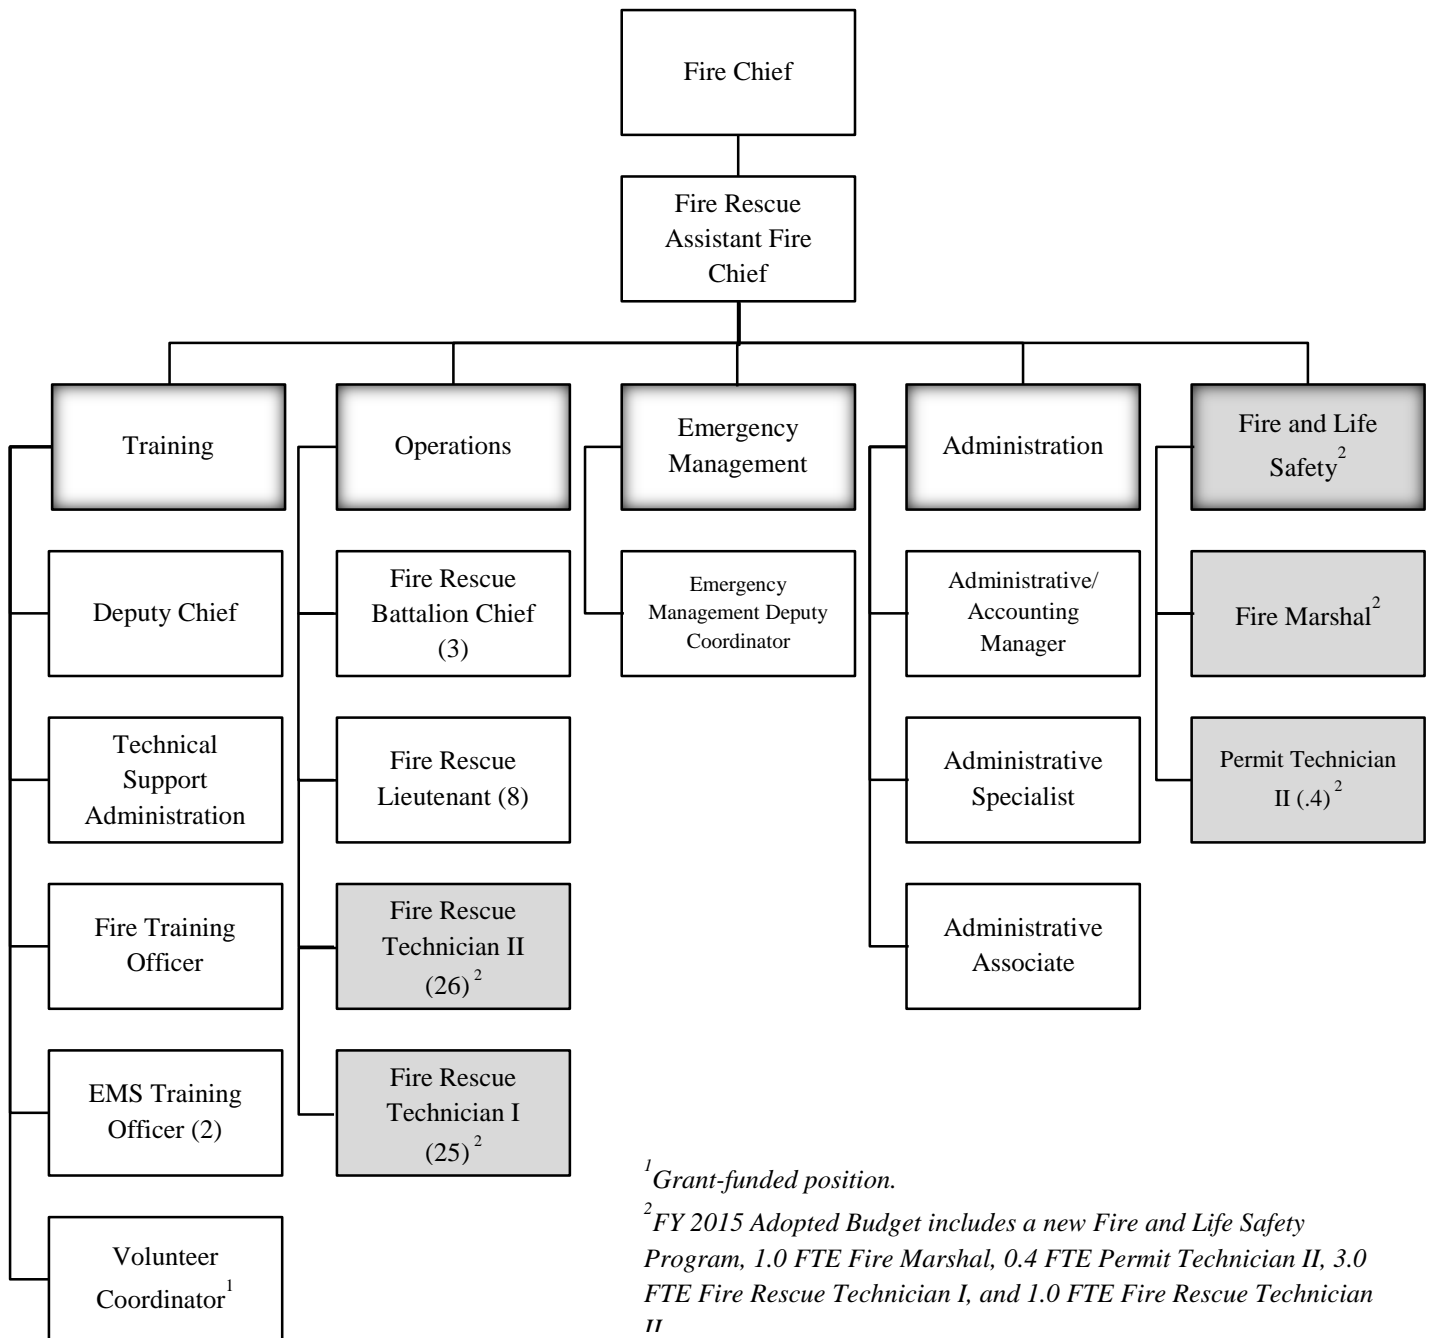 Fire Chief
Fire Rescue
Assistant Fire
Chief
Training
Operations
Emergency
Management
Administration
Fire and Life
Safety2
Deputy Chief
Fire Rescue
Battalion Chief
(3)
Emergency
Management Deputy
Coordinator
Administrative/
Accounting
Manager
Fire Marshal2
Technical
Support
Administration
Fire Rescue
Lieutenant (8)
Administrative
Specialist
Permit Technician
II (.4) 2
Fire Training
Officer
Fire Rescue
Technician II
(26) 2
Administrative
Associate
EMS Training
Officer (2)
Fire Rescue
Technician I
(25) 2
Volunteer
Coordinator1
1Grant-funded position.
2FY 2015 Adopted Budget includes a new Fire and Life Safety
Program, 1.0 FTE Fire Marshal, 0.4 FTE Permit Technician II, 3.0
FTE Fire Rescue Technician I, and 1.0 FTE Fire Rescue Technician
II